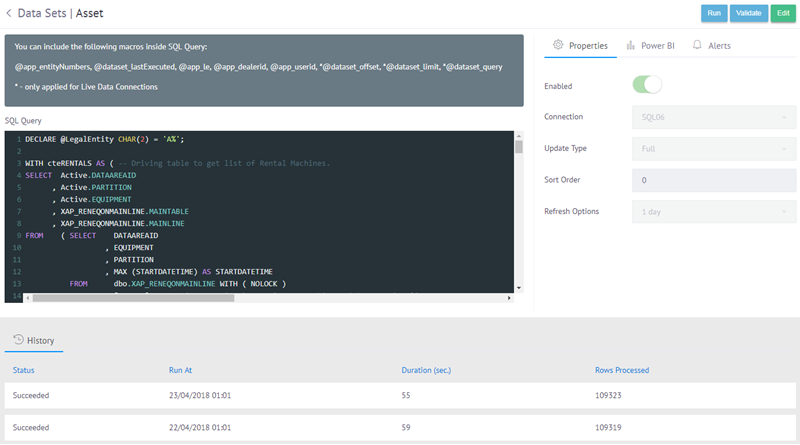 Data Sets | Asset
Run
Validate
Edit
You can include the following macros inside SQL Query:
@app_entityNumbers, @dataset_lastExecuted, @app_le, @app_dealerid, @app_userid, *@dataset_offset, *@dataset_limit, *@dataset_query
* - only applied for Live Data Connections
SQL Query
1 DECLARE @LegalEntity CHAR(2) = 'A%';
2
3 WITH cteRENTALS AS ( -- Driving table to get list of Rental Machines.
4 SELECT Active.DATAAREAID
5 , Active.PARTITION
6 , Active.EQUIPMENT
7 , XAP_RENEQONMAINLINE.MAINTABLE
8 , XAP_RENEQONMAINLINE.MAINLINE
9 FROM ( SELECT DATAAREAID
10 , EQUIPMENT
11 , PARTITION
12 , MAX (STARTDATETIME) AS STARTDATETIME
13 FROM dbo.XAP_RENEQONMAINLINE WITH ( NOLOCK )
14
Properties
Power BI
Alerts
Enabled
Connection
SQL06
Update Type
Full
Sort Order
0
Refresh Options
1 day
History
Status Run At Duration (sec.) Rows Processed
Succeeded 23/04/2018 01:01 55 109323
Succeeded 22/04/2018 01:01 59 109319